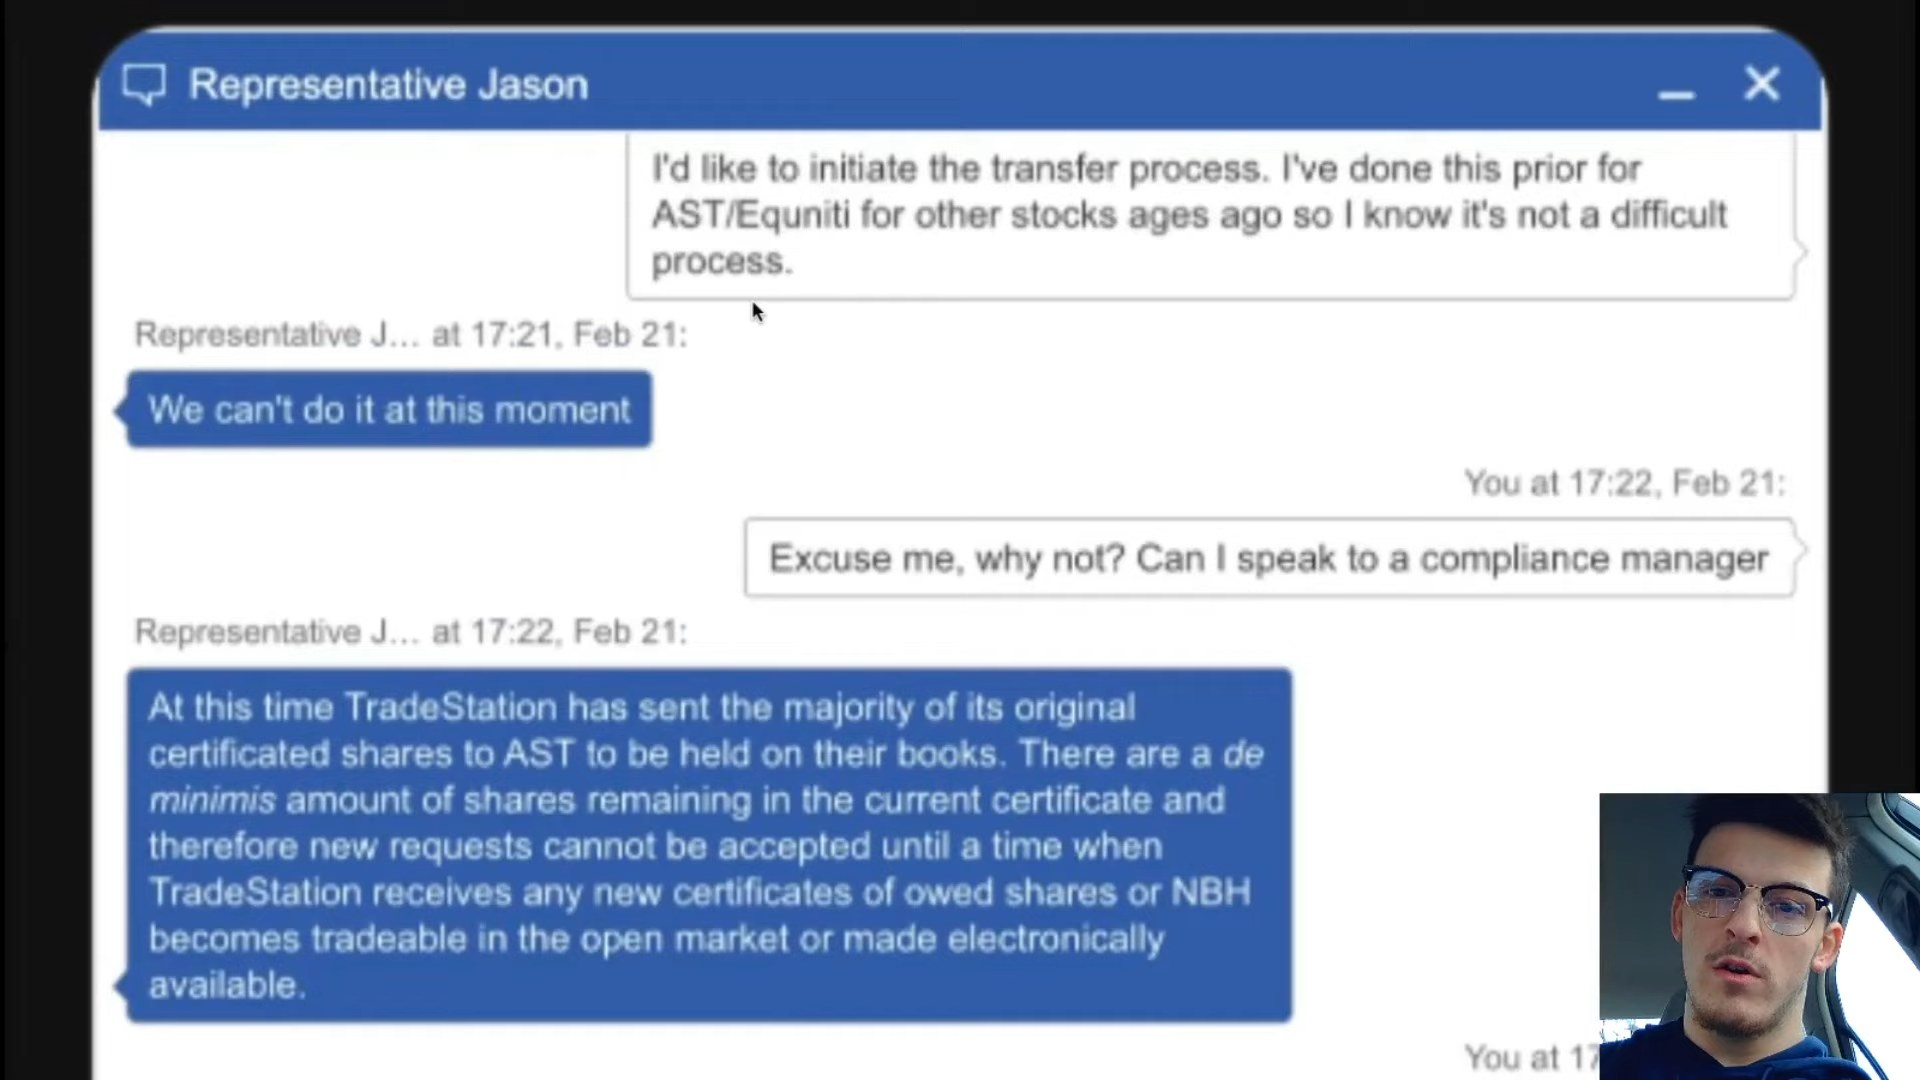 Representative Jason
I'd like to initiate the transfer process. I've done this prior for
AST/Equniti for other stocks ages ago so I know it's not a difficult
process.
Representative J... at 17:21, Feb 21:
We can't do it at this moment
You at 17:22, Feb 21:
Excuse me, why not? Can I speak to a compliance manager
Representative J... at 17:22, Feb 21:
At this time TradeStation has sent the majority of its original
certificated shares to AST to be held on their books. There are a de
minimis amount of shares remaining in the current certificate and
therefore new requests cannot be accepted until a time when
TradeStation receives any new certificates of owed shares or NBH
becomes tradeable in the open market or made electronically
available.
You at 17